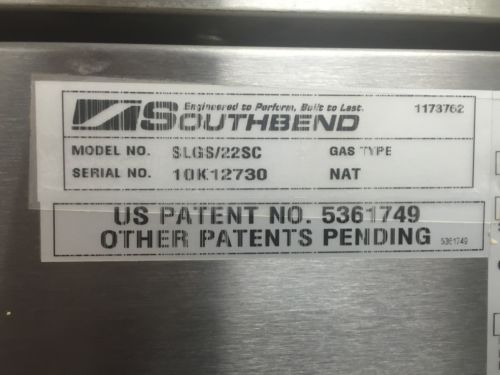 Engineered to Perform, Built to Last.
SOUTHBEND
1173762
MODEL NO. SLGS/22SC GAS TYPE
SERIAL NO. 10K12730 NAT
US PATENT NO. 5361749
OTHER PATENTS PENDING 5361749